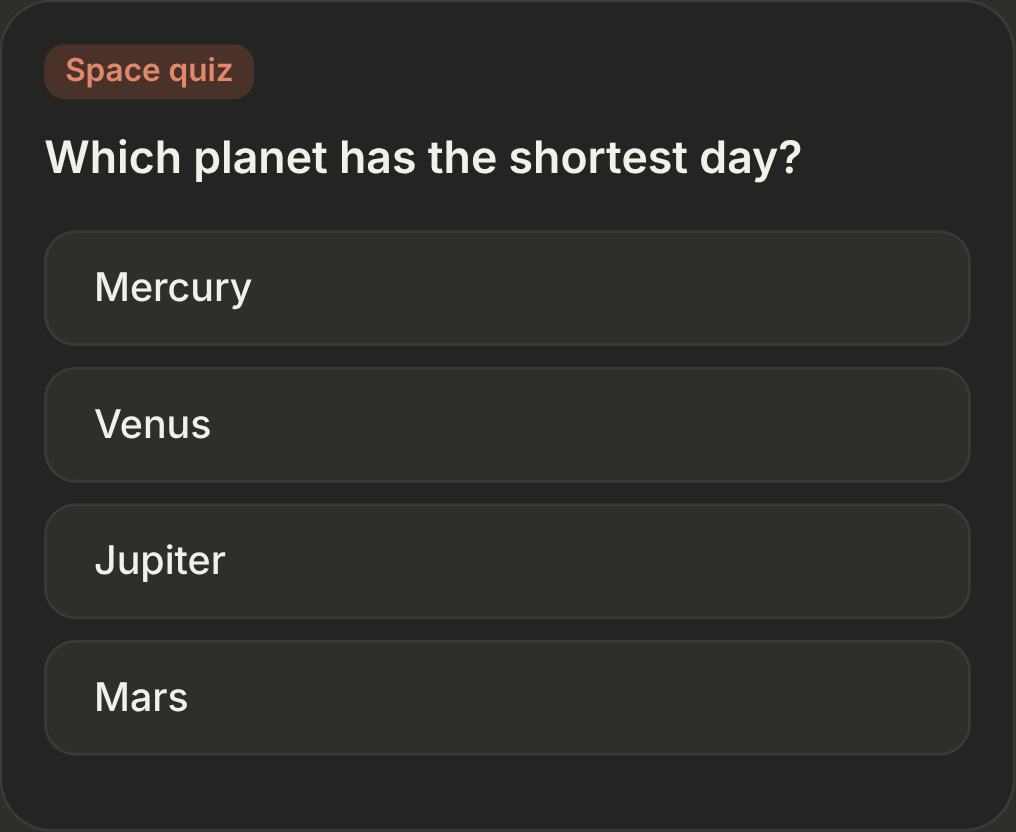 Space quiz
Which planet has the shortest day?
Mercury
Venus
Jupiter
Mars